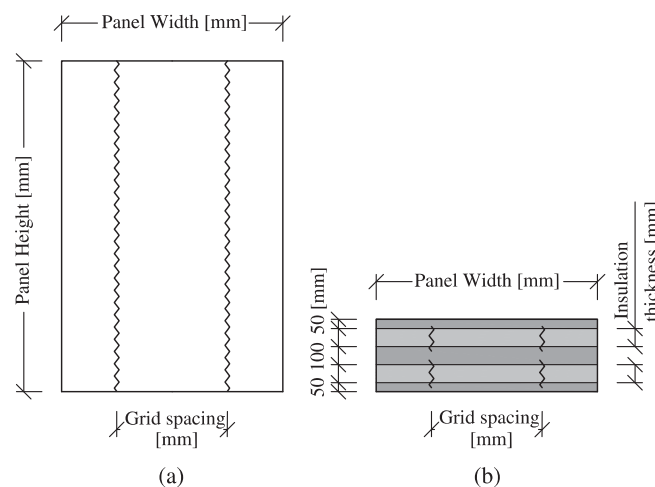 Panel Width [mm]
Panel Height [mm]
Grid spacing
[mm]
(a)
Panel Width [mm]
50 100 50 [mm]
Insulation
thickness [mm]
Grid spacing
[mm]
(b)